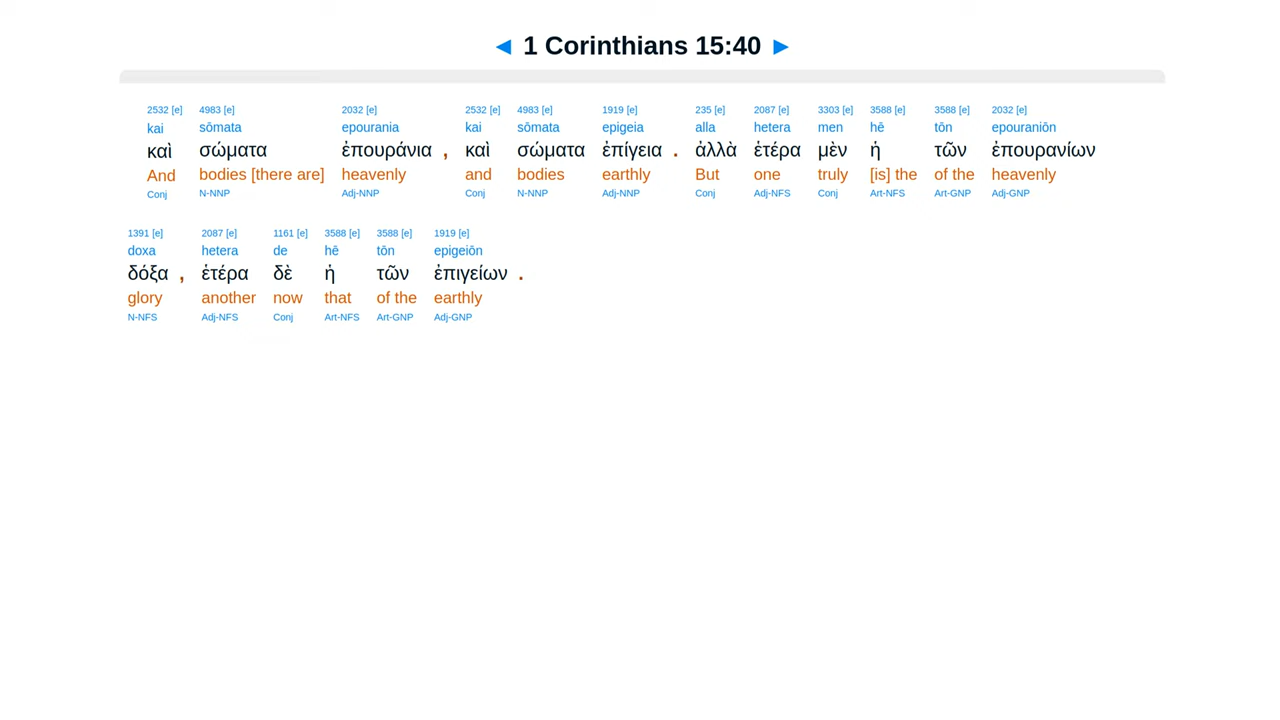 ◄ 1 Corinthians 15:40 ►
2532 [e] 4983 [e] 2032 [e] 2532 [e] 4983 [e] 1919 [e] 235 [e] 2087 [e] 3303 [e] 3588 [e] 3588 [e] 2032 [e]
kai sōmata epourania kai sōmata epigeia alla hetera men hē tōn epouraniōn
καὶ σώματα ἐπουράνια , καὶ σώματα ἐπίγεια . ἀλλὰ ἑτέρα μὲν ἡ τῶν ἐπουρανίων
And bodies [there are] heavenly and bodies earthly But one truly [is] the of the heavenly
Conj N-NNP Adj-NNP Conj N-NNP Adj-NNP Conj Adj-NFS Conj Art-NFS Art-GNP Adj-GNP
1391 [e] 2087 [e] 1161 [e] 3588 [e] 3588 [e] 1919 [e]
doxa hetera de hē tōn epigeiōn
δόξα , ἑτέρα δὲ ἡ τῶν ἐπιγείων .
glory another now that of the earthly
N-NFS Adj-NFS Conj Art-NFS Art-GNP Adj-GNP